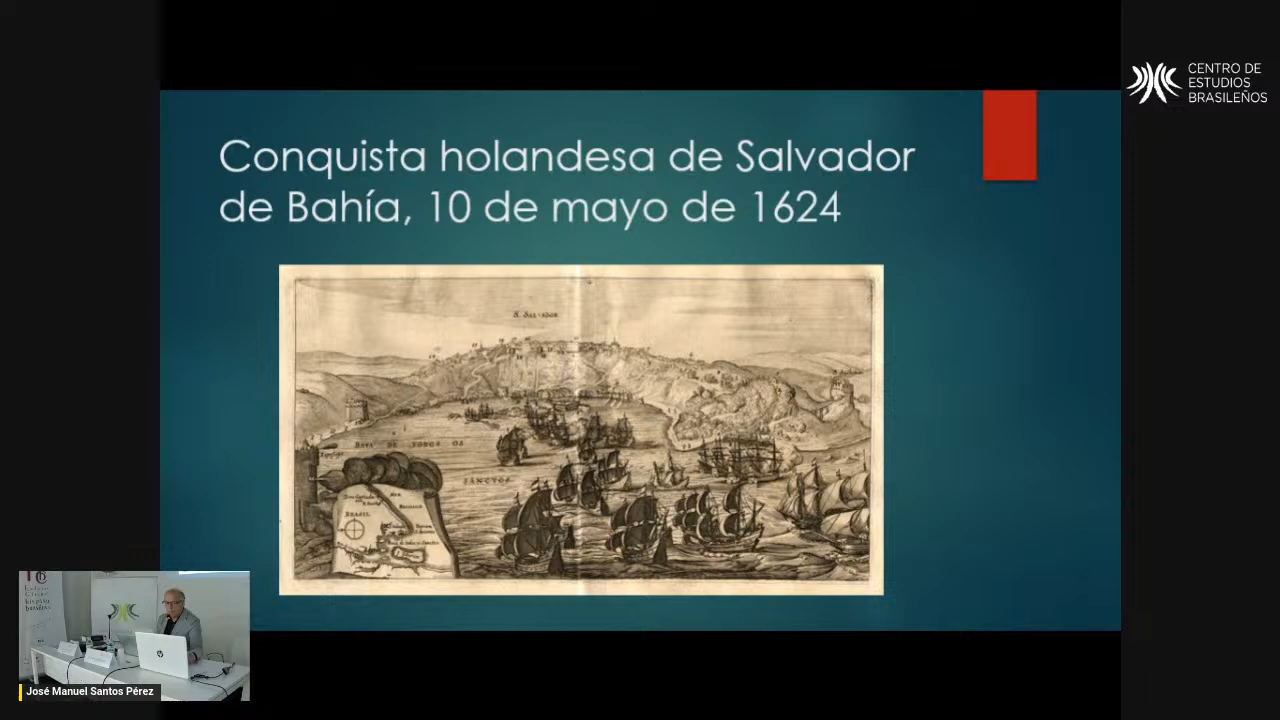 CENTRO DE
ESTUDIOS
BRASILEÑOS
Conquista holandesa de Salvador
de Bahía, 10 de mayo de 1624
BAYA DE TODOS OS
SANCTOS
BRASIL
José Manuel Santos Pérez